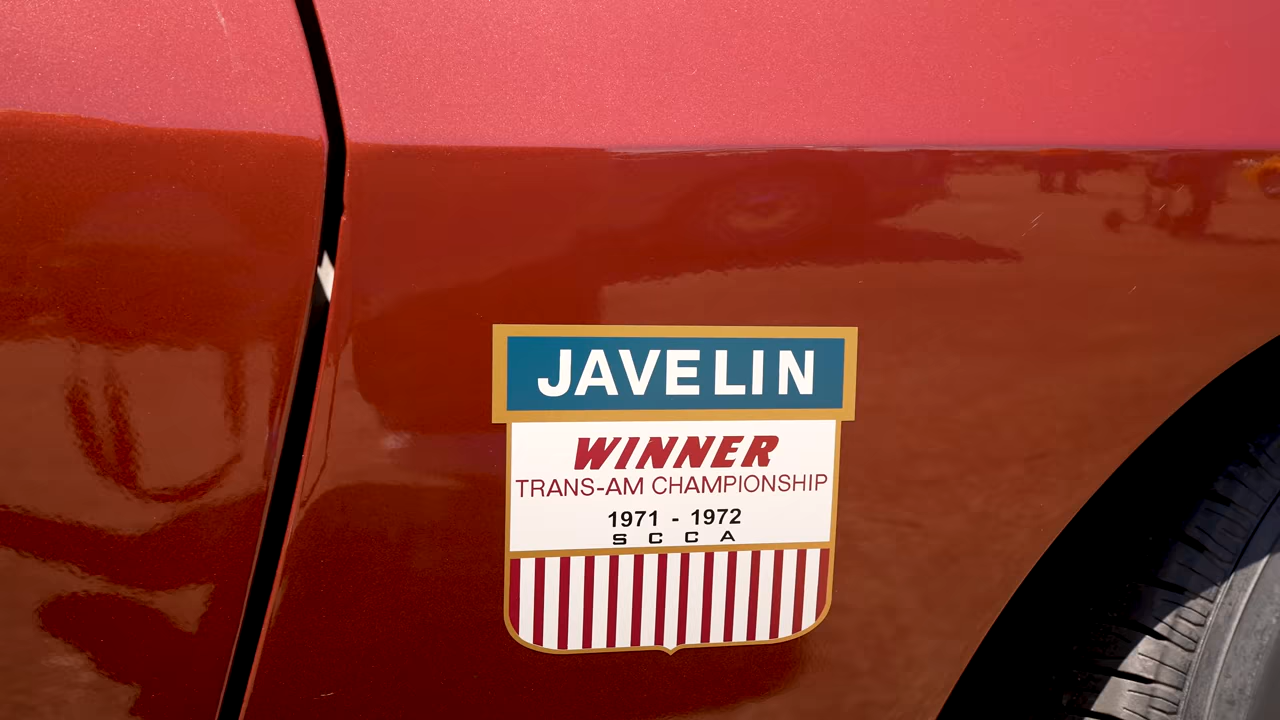 JAVELIN
WINNER
TRANS-AM CHAMPIONSHIP
1971 - 1972
SCCA